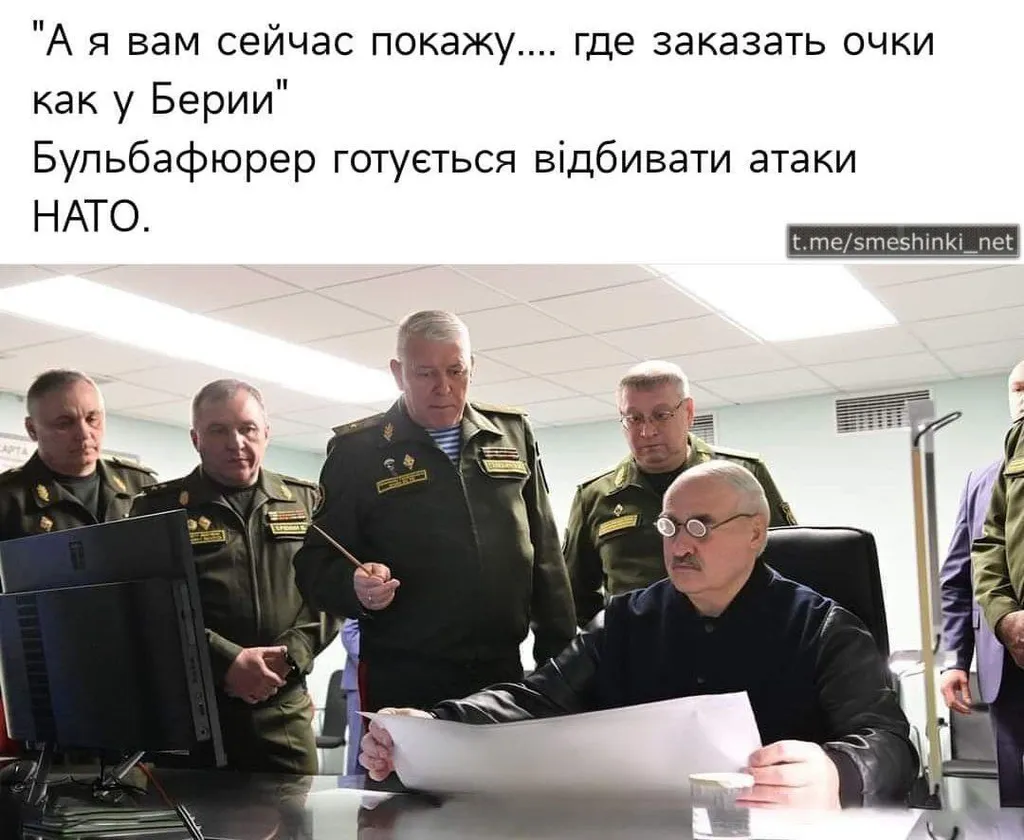 "А я вам сейчас покажу.... где заказать очки
как у Берии"
Бульбафюрер готується відбивати атаки
НАТО.
t.me/smeshinki_net